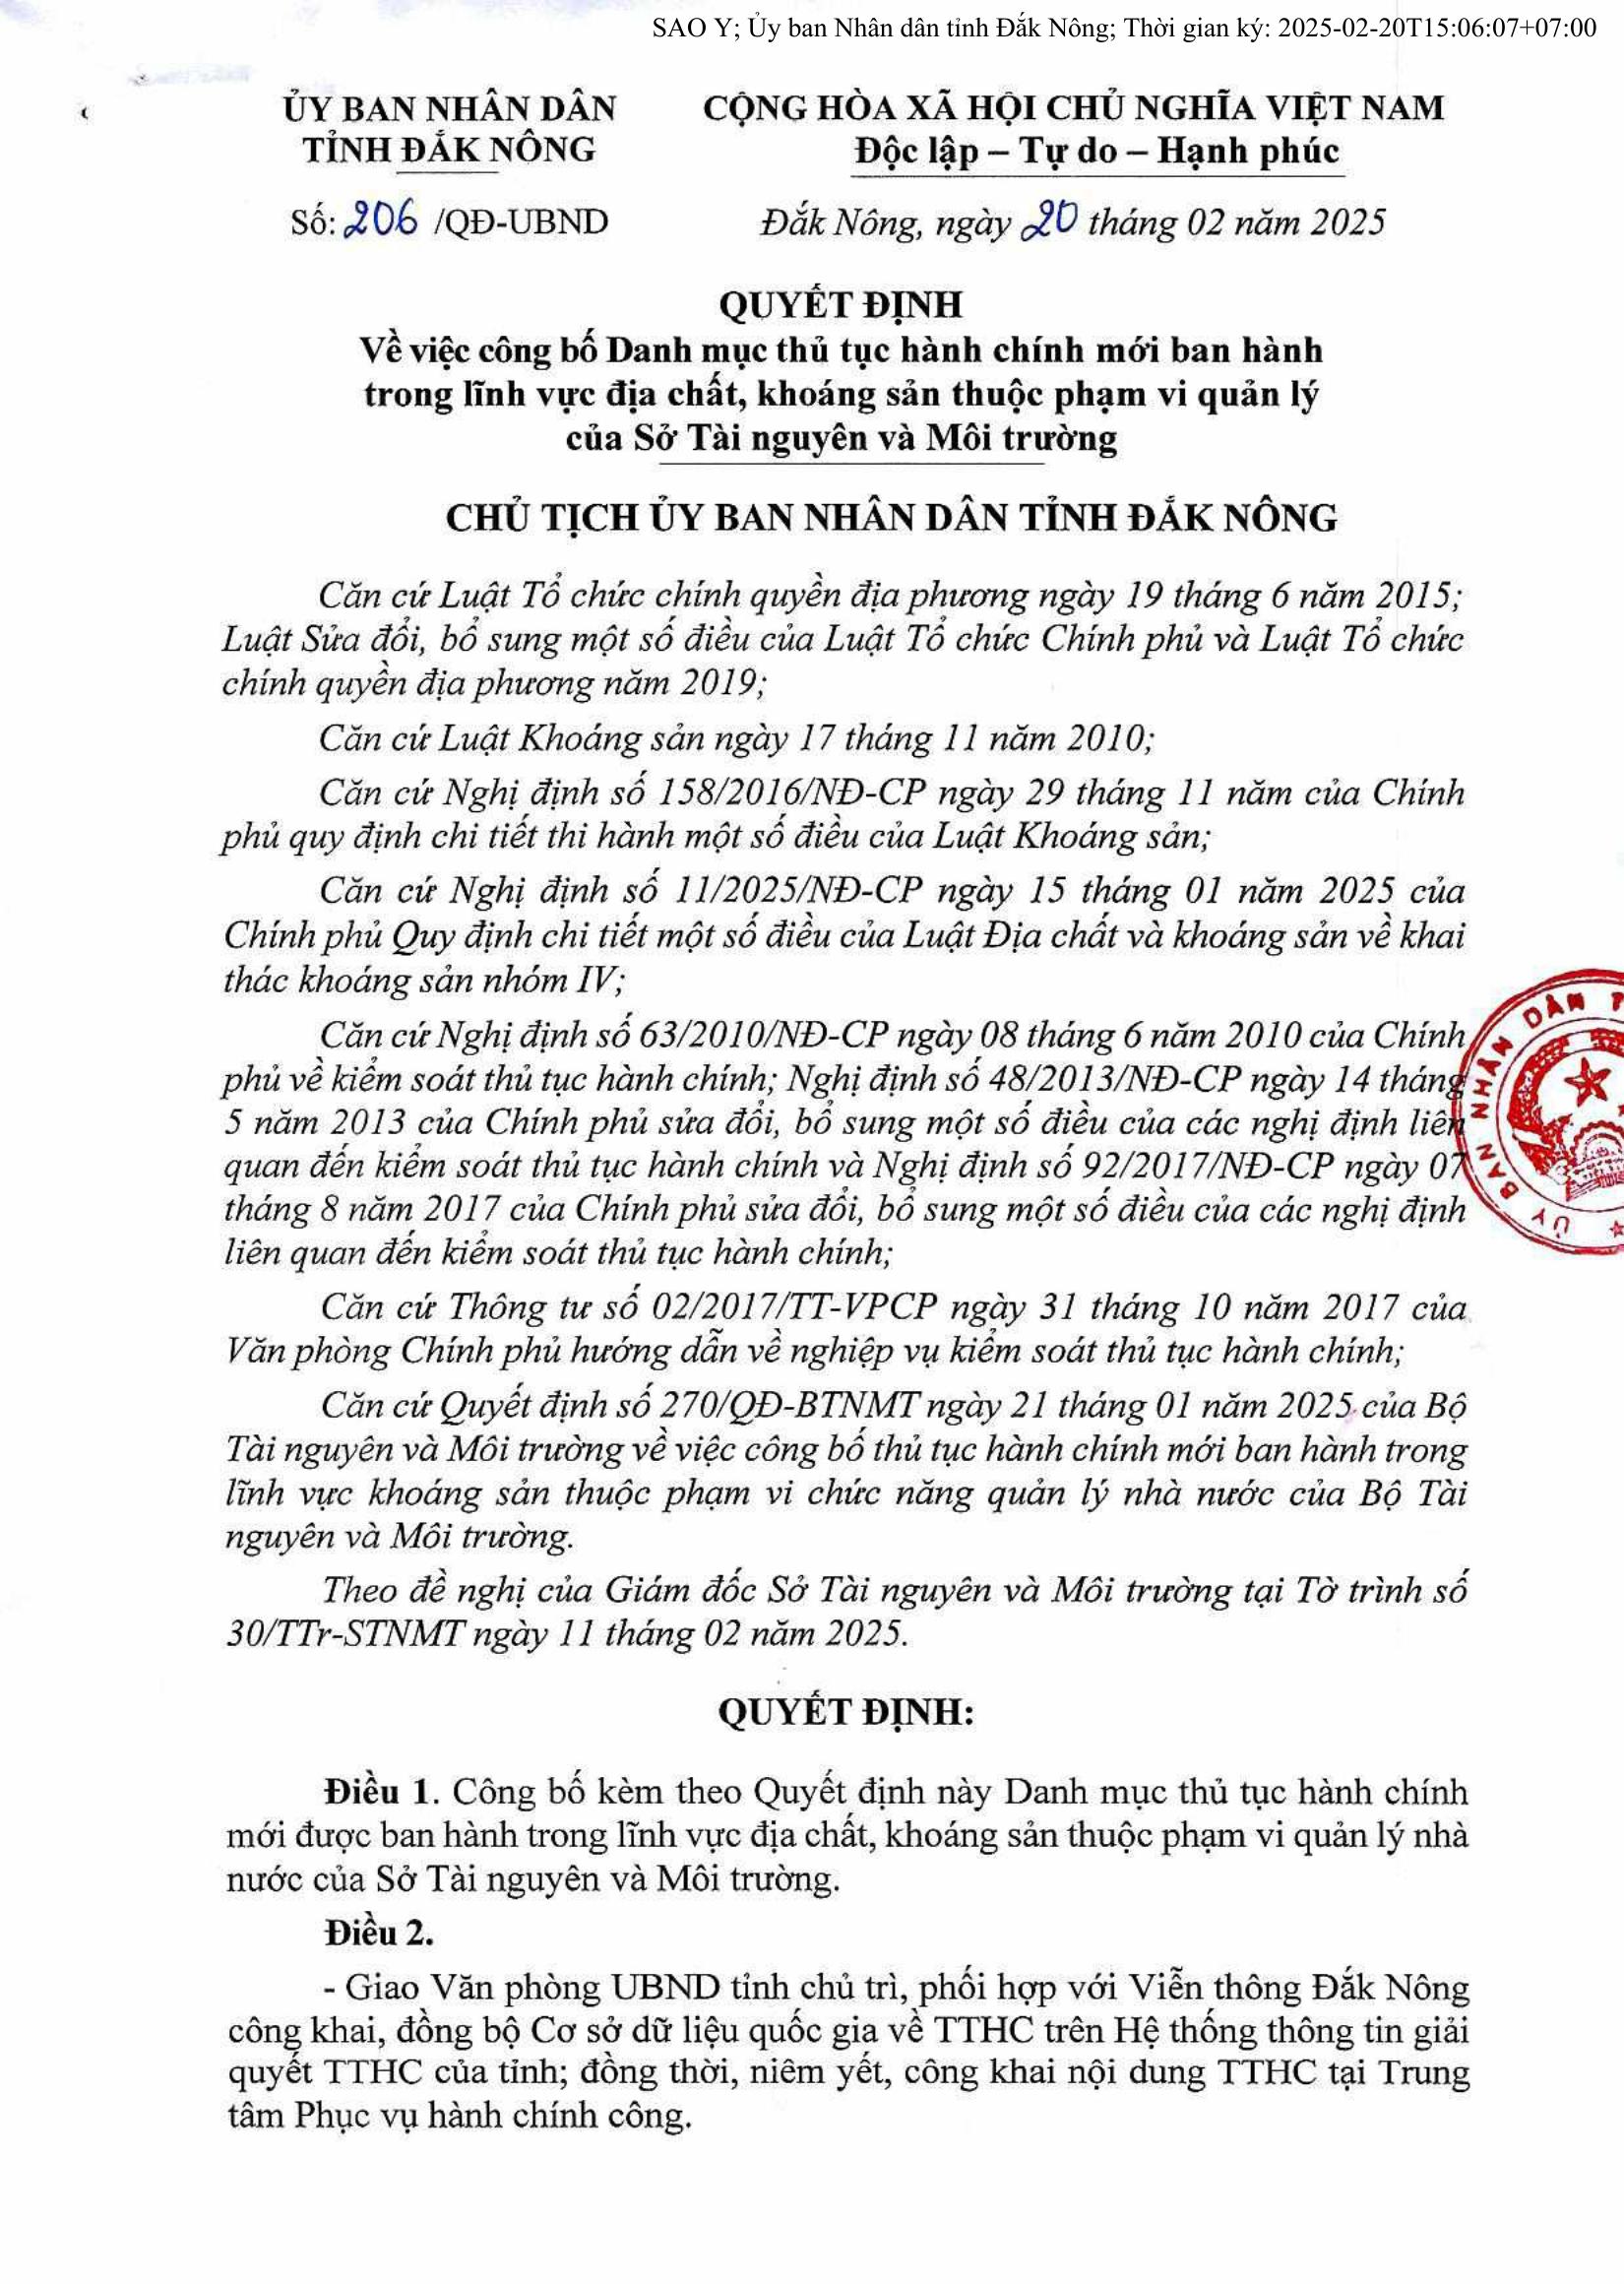 SAO Y; Ủy ban Nhân dân tỉnh Đắk Nông; Thời gian ký: 2025-02-20T15:06:07+07:00
ỦY BAN NHÂN DÂN
TỈNH ĐẮK NÔNG
CỘNG HÒA XÃ HỘI CHỦ NGHĨA VIỆT NAM
Độc lập – Tự do – Hạnh phúc
Số: 206 /QĐ-UBND
Đắk Nông, ngày 20 tháng 02 năm 2025
QUYẾT ĐỊNH
Về việc công bố Danh mục thủ tục hành chính mới ban hành
trong lĩnh vực địa chất, khoáng sản thuộc phạm vi quản lý
của Sở Tài nguyên và Môi trường
CHỦ TỊCH ỦY BAN NHÂN DÂN TỈNH ĐẮK NÔNG
Căn cứ Luật Tổ chức chính quyền địa phương ngày 19 tháng 6 năm 2015;
Luật Sửa đổi, bổ sung một số điều của Luật Tổ chức Chính phủ và Luật Tổ chức
chính quyền địa phương năm 2019;
Căn cứ Luật Khoáng sản ngày 17 tháng 11 năm 2010;
Căn cứ Nghị định số 158/2016/NĐ-CP ngày 29 tháng 11 năm của Chính
phủ quy định chi tiết thi hành một số điều của Luật Khoáng sản;
Căn cứ Nghị định số 11/2025/NĐ-CP ngày 15 tháng 01 năm 2025 của
Chính phủ Quy định chi tiết một số điều của Luật Địa chất và khoáng sản về khai
thác khoáng sản nhóm IV;
Căn cứ Nghị định số 63/2010/NĐ-CP ngày 08 tháng 6 năm 2010 của Chính
phủ về kiểm soát thủ tục hành chính; Nghị định số 48/2013/NĐ-CP ngày 14 tháng
5 năm 2013 của Chính phủ sửa đổi, bổ sung một số điều của các nghị định liên
quan đến kiểm soát thủ tục hành chính và Nghị định số 92/2017/NĐ-CP ngày 07
tháng 8 năm 2017 của Chính phủ sửa đổi, bổ sung một số điều của các nghị định
liên quan đến kiểm soát thủ tục hành chính;
Căn cứ Thông tư số 02/2017/TT-VPCP ngày 31 tháng 10 năm 2017 của
Văn phòng Chính phủ hướng dẫn về nghiệp vụ kiểm soát thủ tục hành chính;
Căn cứ Quyết định số 270/QĐ-BTNMT ngày 21 tháng 01 năm 2025 của Bộ
Tài nguyên và Môi trường về việc công bố thủ tục hành chính mới ban hành trong
lĩnh vực khoáng sản thuộc phạm vi chức năng quản lý nhà nước của Bộ Tài
nguyên và Môi trường.
Theo đề nghị của Giám đốc Sở Tài nguyên và Môi trường tại Tờ trình số
30/TTr-STNMT ngày 11 tháng 02 năm 2025.
QUYẾT ĐỊNH:
Điều 1. Công bố kèm theo Quyết định này Danh mục thủ tục hành chính
mới được ban hành trong lĩnh vực địa chất, khoáng sản thuộc phạm vi quản lý nhà
nước của Sở Tài nguyên và Môi trường.
Điều 2.
- Giao Văn phòng UBND tỉnh chủ trì, phối hợp với Viễn thông Đắk Nông
công khai, đồng bộ Cơ sở dữ liệu quốc gia về TTHC trên Hệ thống thông tin giải
quyết TTHC của tỉnh; đồng thời, niêm yết, công khai nội dung TTHC tại Trung
tâm Phục vụ hành chính công.
ỦY BAN NHÂN DÂN T